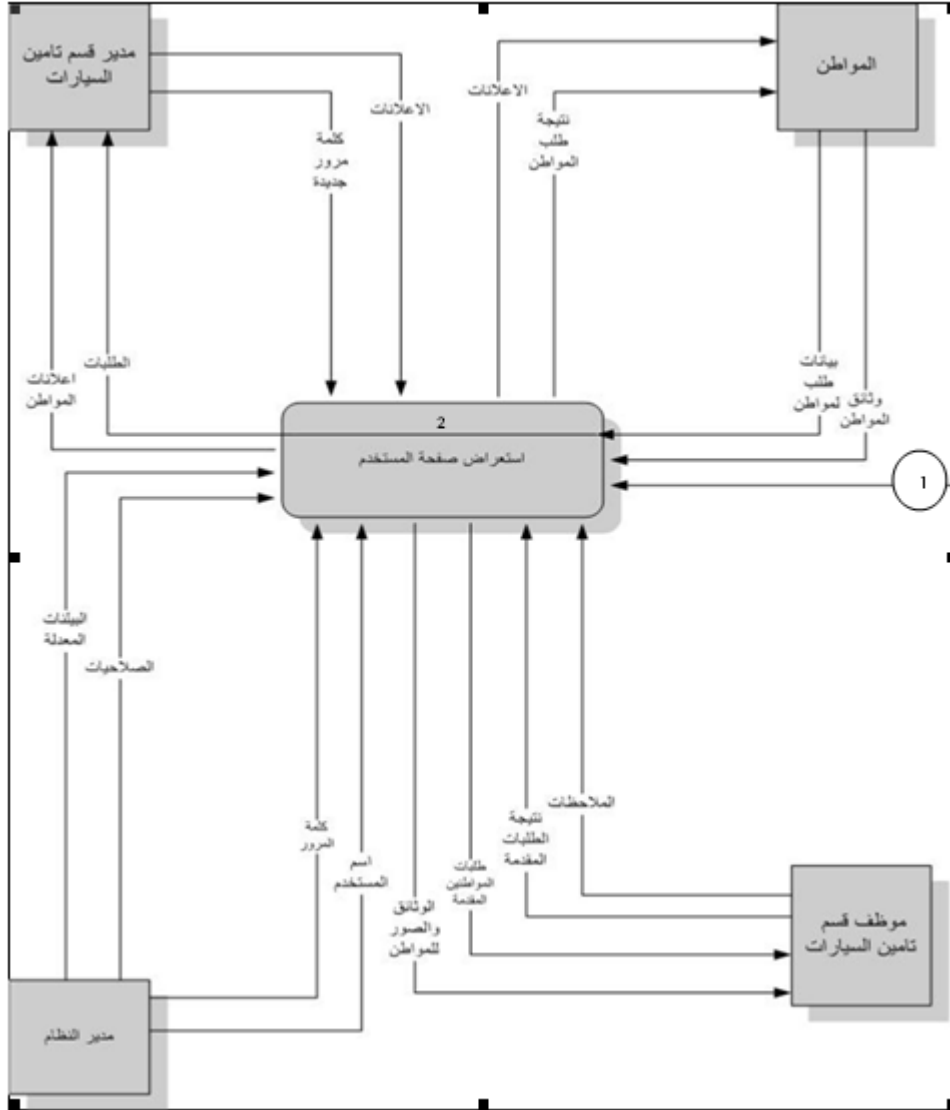 مدير قسم تامين
السيارات
المواطن
الاعلانات
كلمة
مرور
جديدة
الاعلانات
نتيجة
طلب
المواطن
الطلبات
اعلانات
المواطن
بيانات
طلب
لمواطن
وثائق
المواطن
2
استعراض صفحة المستخدم
1
البيانات
المعدلة
الصلاحيات
كلمة
المرور
اسم
المستخدم
الوثائق
والصور
للمواطن
طلبات
المواطنين
المقدمة
نتيجة
الطلبات
المقدمة
الملاحظات
موظف قسم
تامين السيارات
مدير النظام